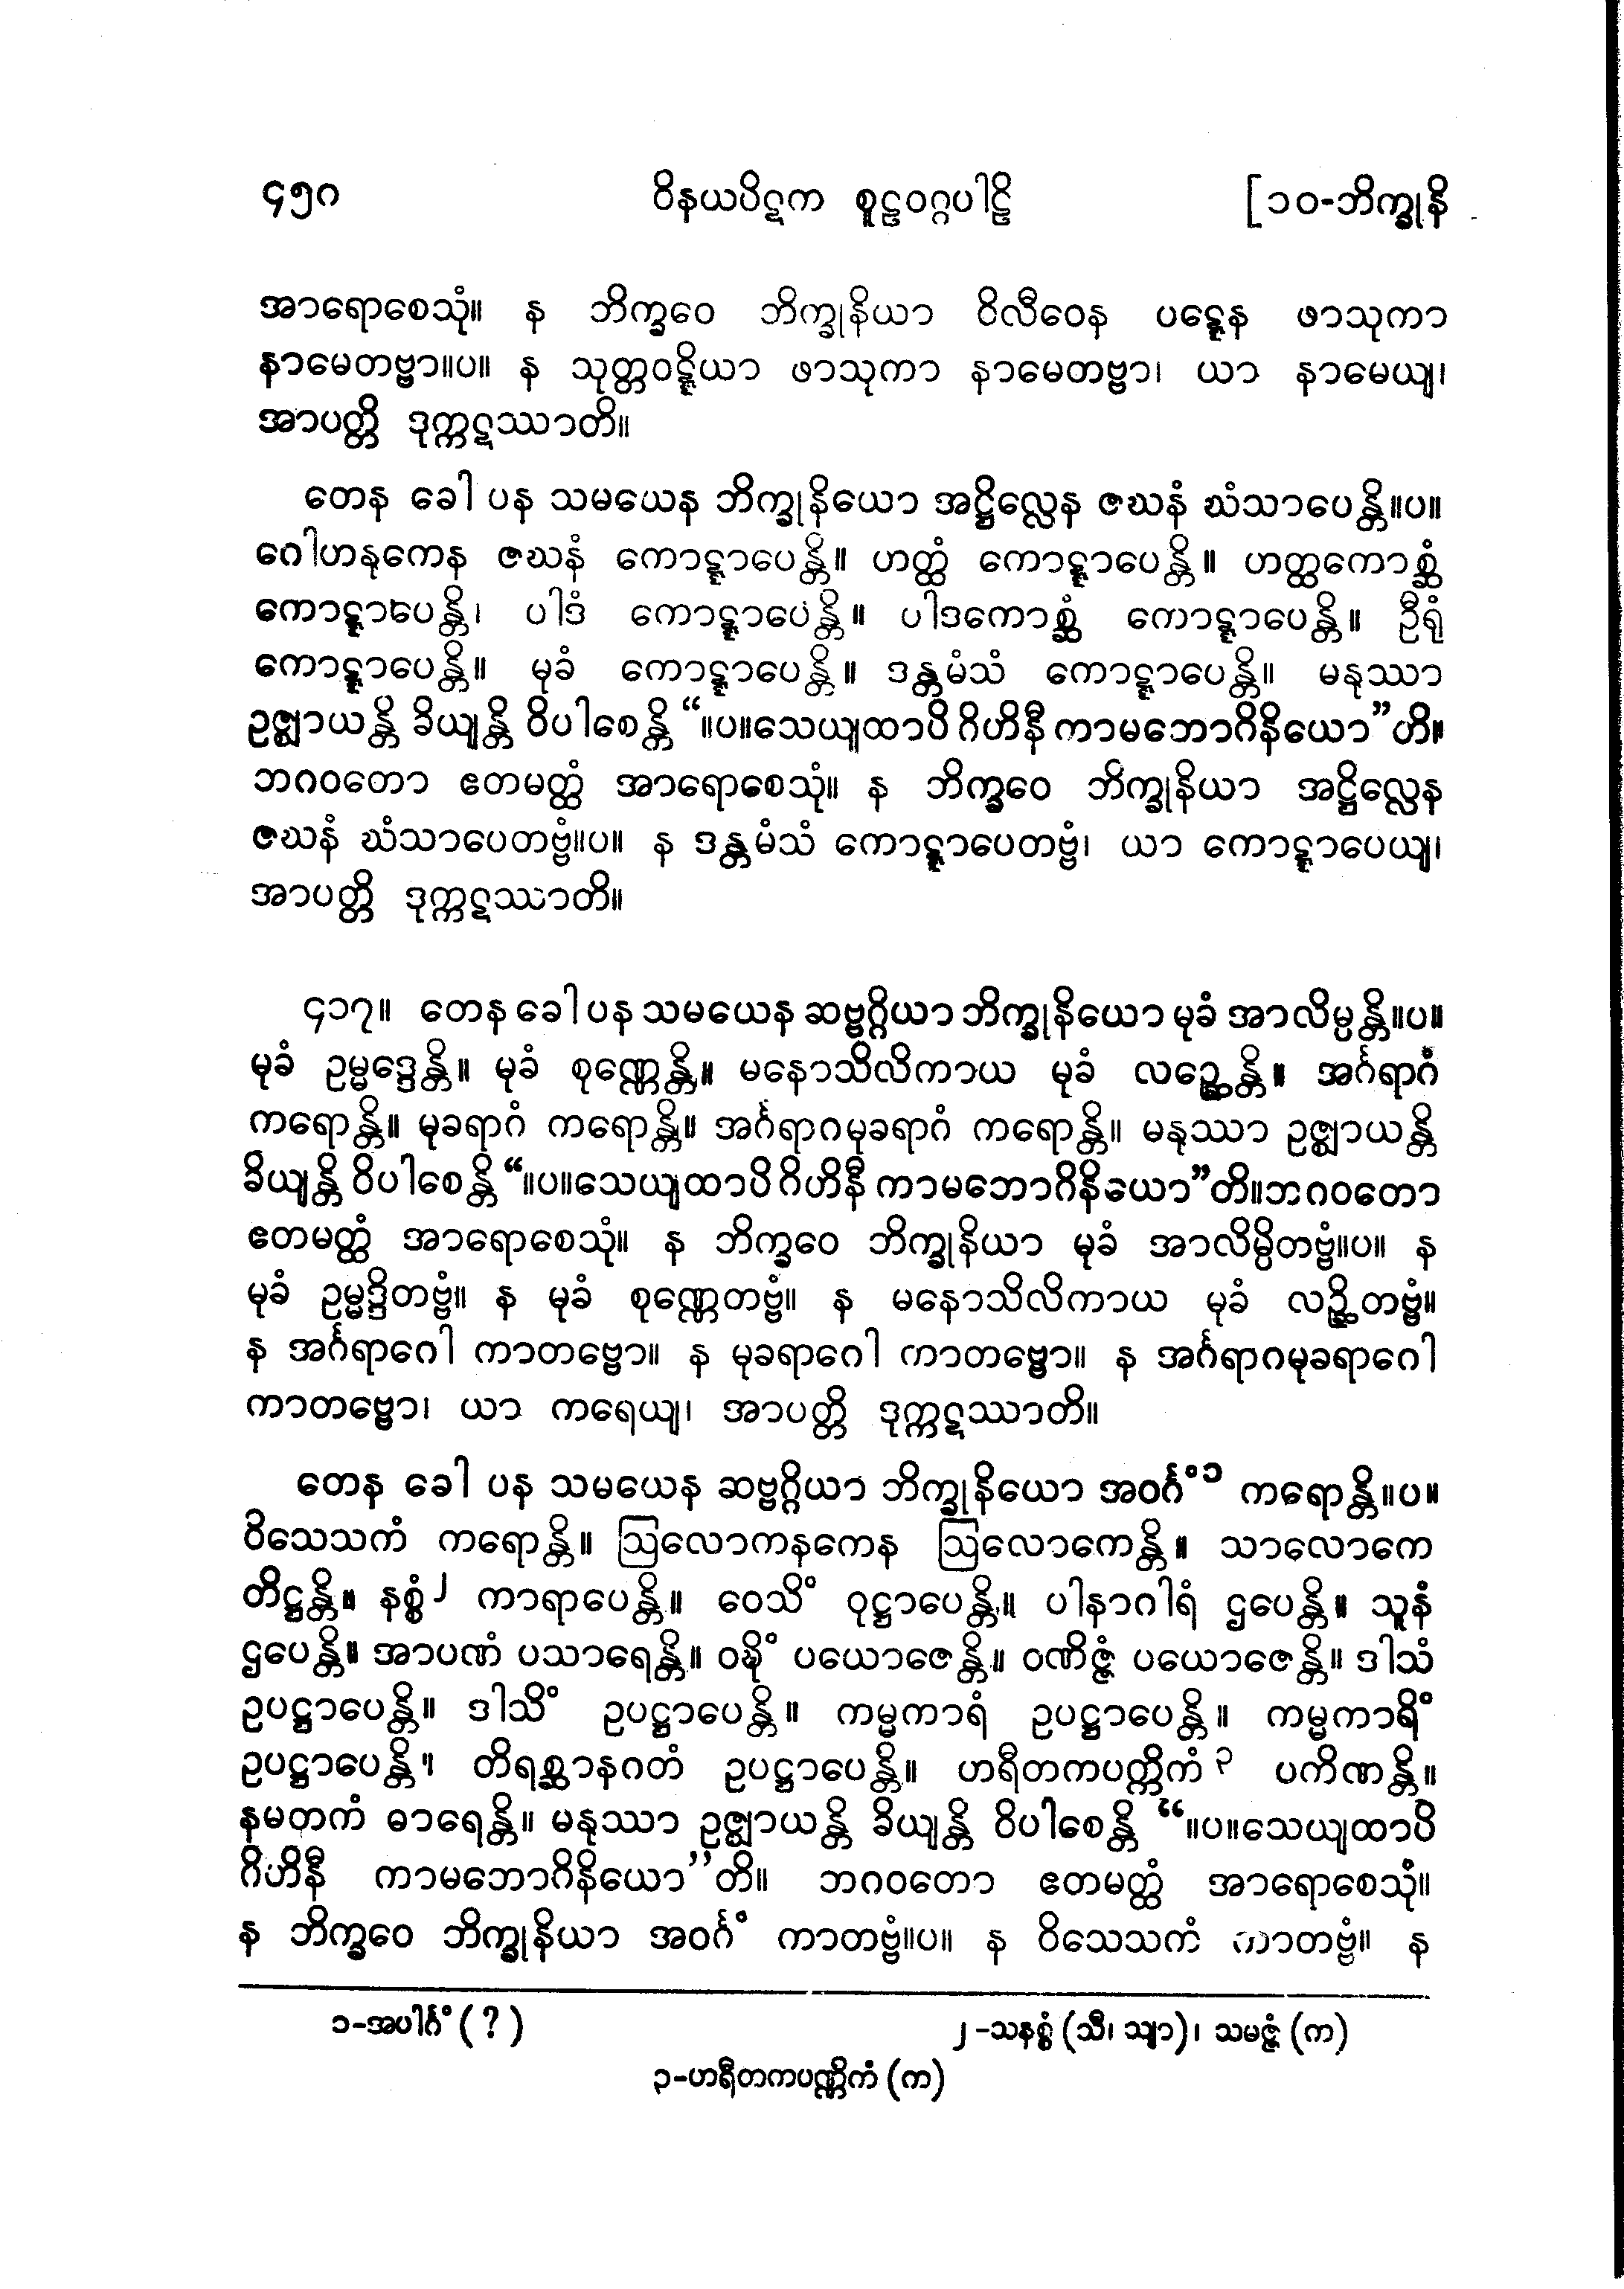 ၄၅၀ ဝိနယပိဋက စူဠဝဂ္ဂပါဠိ [၁၀-ဘိက္ခုနိ
အာရောစေသုံ။ န ဘိက္ခဝေ ဘိက္ခုနိယာ ဝိလီဝေန ပဋ္ဋေန ဖာသုကာ
နာမေတဗ္ဗာ။ပ။ န သုတ္တဝဋ္ဋိယာ ဖာသုကာ နာမေတဗ္ဗာ၊ ယာ နာမေယျ၊
အာပတ္တိ ဒုက္ကဋဿာတိ။
တေန ခေါ ပန သမယေန ဘိက္ခုနိယော အဋ္ဌိလ္လေန ဇဃနံ ဃံသာပေန္တိ။ပ။
ဂေါဟနုကေန ဇဃနံ ကောဋ္ဋာပေန္တိ။ ဟတ္ထံ ကောဋ္ဋာပေန္တိ။ ဟတ္ထကောစ္ဆံ
ကောဋ္ဋာပေန္တိ၊ ပါဒံ ကောဋ္ဋာပေန္တိ။ ပါဒကောစ္ဆံ ကောဋ္ဋာပေန္တိ။ ဦရုံ
ကောဋ္ဋာပေန္တိ။ မုခံ ကောဋ္ဋာပေန္တိ။ ဒန္တမံသံ ကောဋ္ဋာပေန္တိ။ မနုဿာ
ဥဇ္ဈာယန္တိ ခိယျန္တိ ဝိပါစေန္တိ “။ပ။သေယျထာပိ ဂိဟိနီ ကာမဘောဂိနိယော”တိ။
ဘဂဝတော ဧတမတ္ထံ အာရောစေသုံ။ န ဘိက္ခဝေ ဘိက္ခုနိယာ အဋ္ဌိလ္လေန
ဇဃနံ ဃံသာပေတဗ္ဗံ။ပ။ န ဒန္တမံသံ ကောဋ္ဋာပေတဗ္ဗံ၊ ယာ ကောဋ္ဋာပေယျ၊
အာပတ္တိ ဒုက္ကဋဿာတိ။
၄၁၇။ တေန ခေါ ပန သမယေန ဆဗ္ဗဂ္ဂိယာ ဘိက္ခုနိယော မုခံ အာလိမ္ပန္တိ။ပ။
မုခံ ဥမ္မဒ္ဒေန္တိ။ မုခံ စုဏ္ဏေန္တိ။ မနောသိလိကာယ မုခံ လဉ္ဆေန္တိ။ အင်္ဂရာဂံ
ကရောန္တိ။ မုခရာဂံ ကရောန္တိ။ အင်္ဂရာဂမုခရာဂံ ကရောန္တိ။ မနုဿာ ဥဇ္ဈာယန္တိ
ခိယျန္တိ ဝိပါစေန္တိ “။ပ။သေယျထာပိ ဂိဟိနီ ကာမဘောဂိနိယော”တိ။ဘဂဝတော
ဧတမတ္ထံ အာရောစေသုံ။ န ဘိက္ခဝေ ဘိက္ခုနိယာ မုခံ အာလိမ္ပိတဗ္ဗံ။ပ။ န
မုခံ ဥမ္မဒ္ဒိတဗ္ဗံ။ န မုခံ စုဏ္ဏေတဗ္ဗံ။ န မနောသိလိကာယ မုခံ လဉ္ဆိတဗ္ဗံ။
န အင်္ဂရာဂေါ ကာတဗ္ဗော။ န မုခရာဂေါ ကာတဗ္ဗော။ န အင်္ဂရာဂမုခရာဂေါ
ကာတဗ္ဗော၊ ယာ ကရေယျ၊ အာပတ္တိ ဒုက္ကဋဿာတိ။
တေန ခေါ ပန သမယေန ဆဗ္ဗဂ္ဂိယာ ဘိက္ခုနိယော အဝင်္ဂံ၁ ကရောန္တိ။ပ။
ဝိသေသကံ ကရောန္တိ။ ဩလောကနကေန ဩလောကေန္တိ။ သာလောကေ
တိဋ္ဌန္တိ။ နစ္စံ၂ ကာရာပေန္တိ။ ဝေသိံ ဝုဋ္ဌာပေန္တိ။ ပါနာဂါရံ ဌပေန္တိ။ သူနံ
ဌပေန္တိ။ အာပဏံ ပသာရေန္တိ။ ဝဍ္ဎိံ ပယောဇေန္တိ။ ဝဏိဇ္ဇံ ပယောဇေန္တိ။ ဒါသံ
ဥပဋ္ဌာပေန္တိ။ ဒါသိံ ဥပဋ္ဌာပေန္တိ။ ကမ္မကာရံ ဥပဋ္ဌာပေန္တိ။ ကမ္မကာရိံ
ဥပဋ္ဌာပေန္တိ။ တိရစ္ဆာနဂတံ ဥပဋ္ဌာပေန္တိ။ ဟရီတကပက္ကိကံ၃ ပကိဏန္တိ။
နမတကံ ဓာရေန္တိ။ မနုဿာ ဥဇ္ဈာယန္တိ ခိယျန္တိ ဝိပါစေန္တိ “။ပ။သေယျထာပိ
ဂိဟိနီ ကာမဘောဂိနိယော”တိ။ ဘဂဝတော ဧတမတ္ထံ အာရောစေသုံ။
န ဘိက္ခဝေ ဘိက္ခုနိယာ အဝင်္ဂံ ကာတဗ္ဗံ။ပ။ န ဝိသေသကံ ကာတဗ္ဗံ။ န
၁-အပါင်္ဂံ (?) ၂-သနစ္စံ (သီ၊ သျာ)၊ သမဇ္ဇံ (က)
၃-ဟရီတကပဏ္ဏိကံ (က)